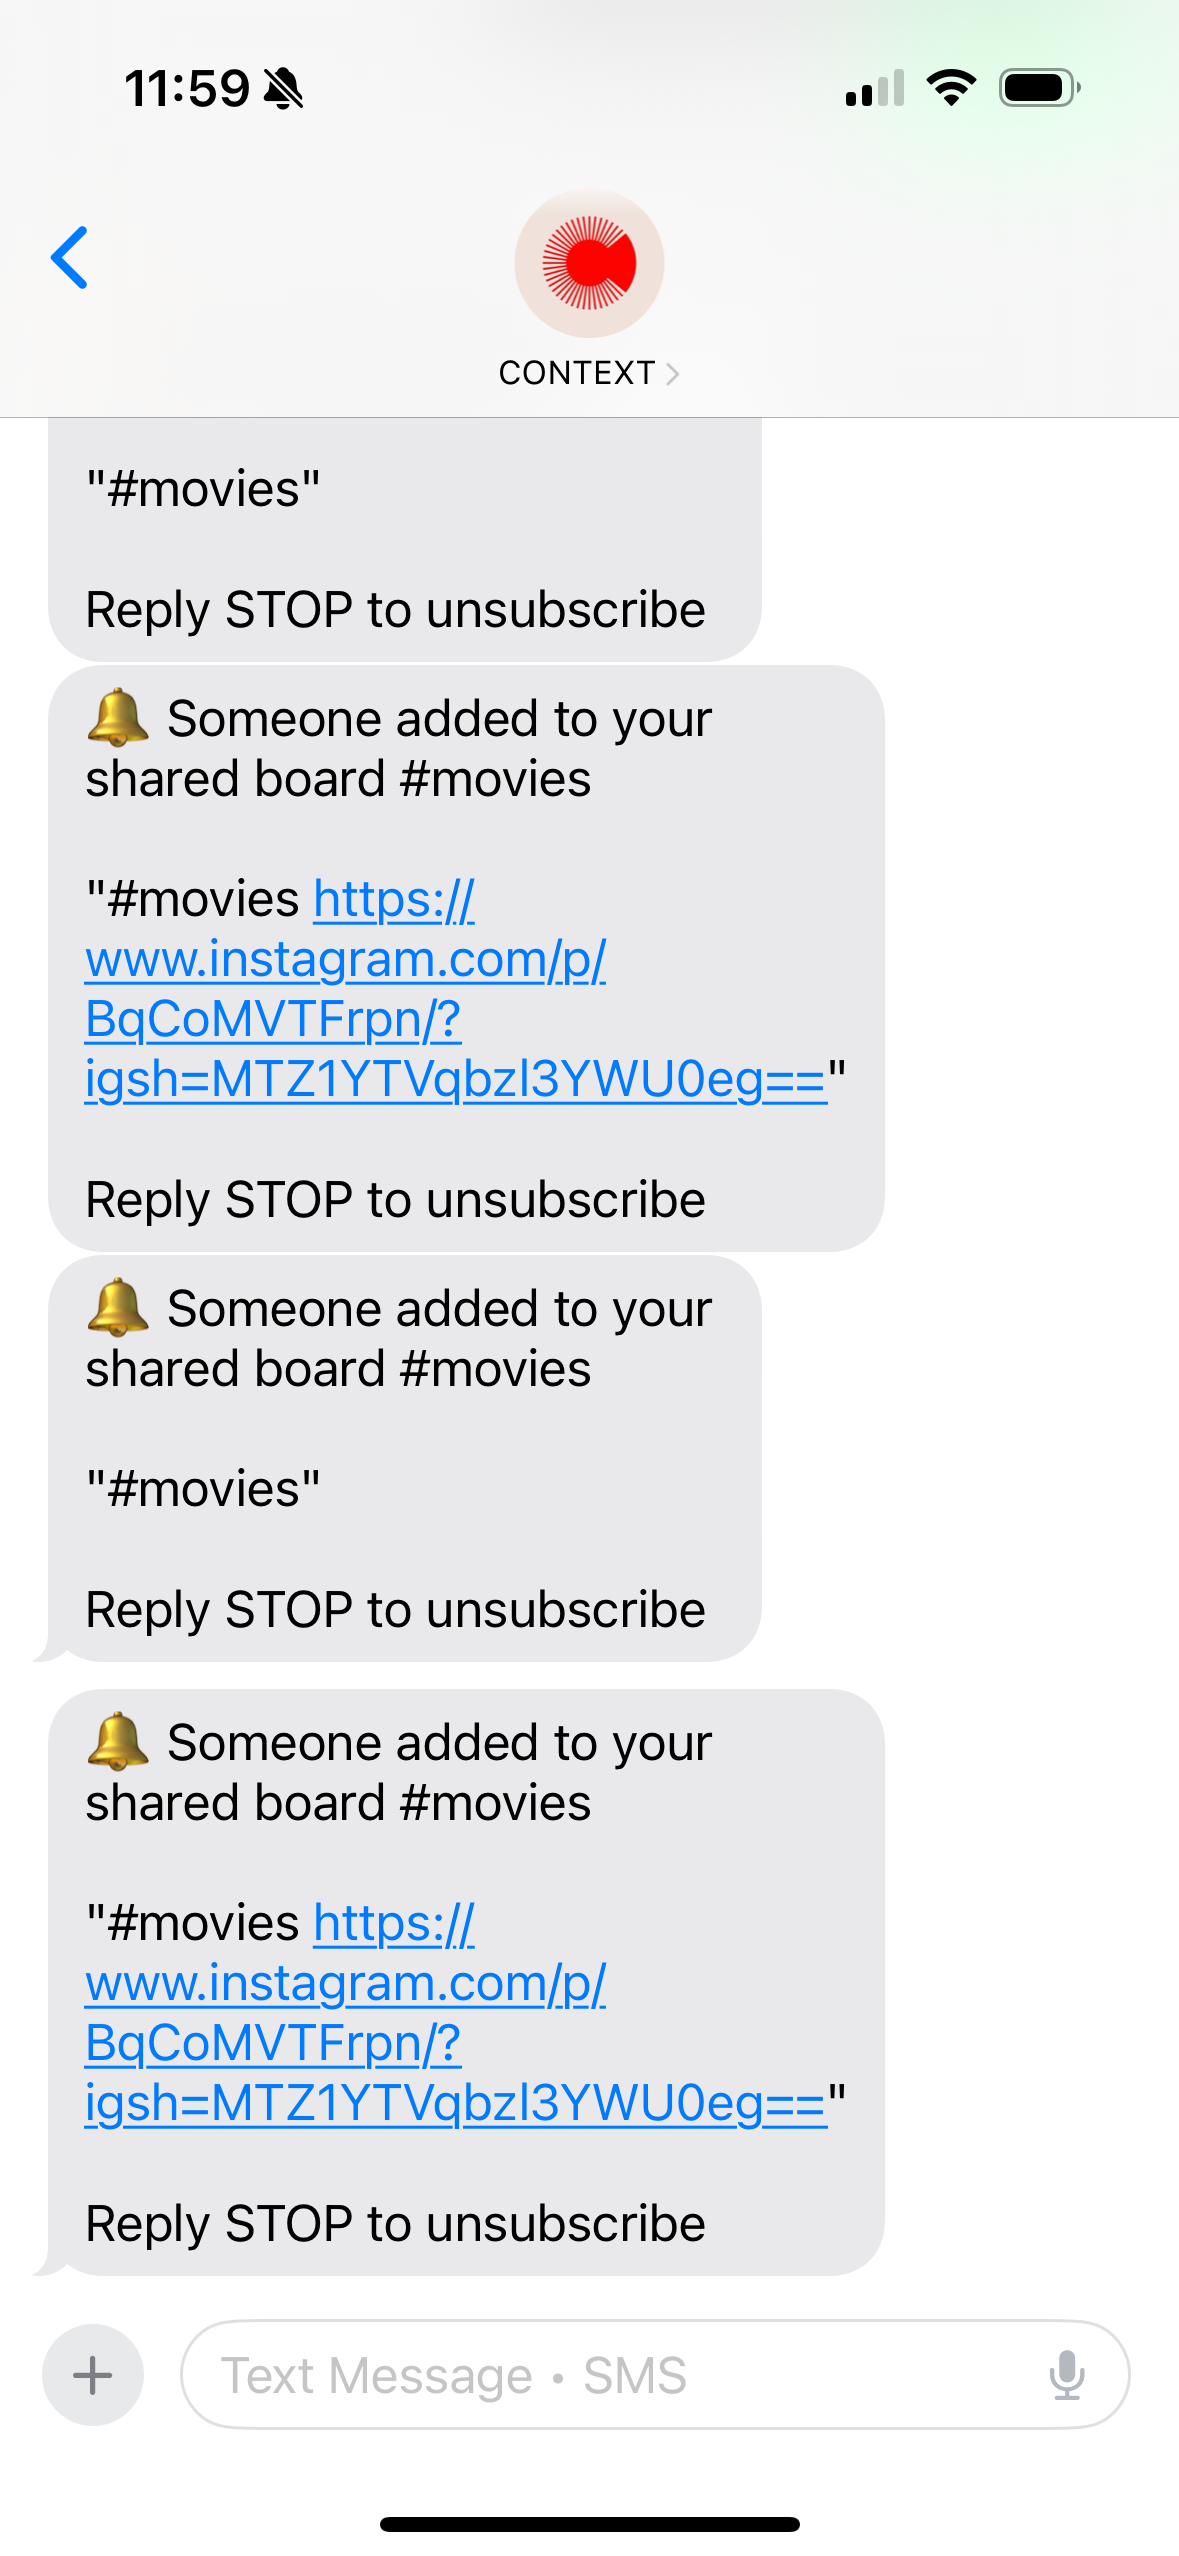 11:59
CONTEXT
"#movies"
Reply STOP to unsubscribe
🔔 Someone added to your
shared board #movies
"#movies https://
www.instagram.com/p/
BqCoMVTFrpn/?
igsh=MTZ1YTVqbzl3YWU0eg=="
Reply STOP to unsubscribe
🔔 Someone added to your
shared board #movies
"#movies"
Reply STOP to unsubscribe
🔔 Someone added to your
shared board #movies
"#movies https://
www.instagram.com/p/
BqCoMVTFrpn/?
igsh=MTZ1YTVqbzl3YWU0eg=="
Reply STOP to unsubscribe
Text Message • SMS